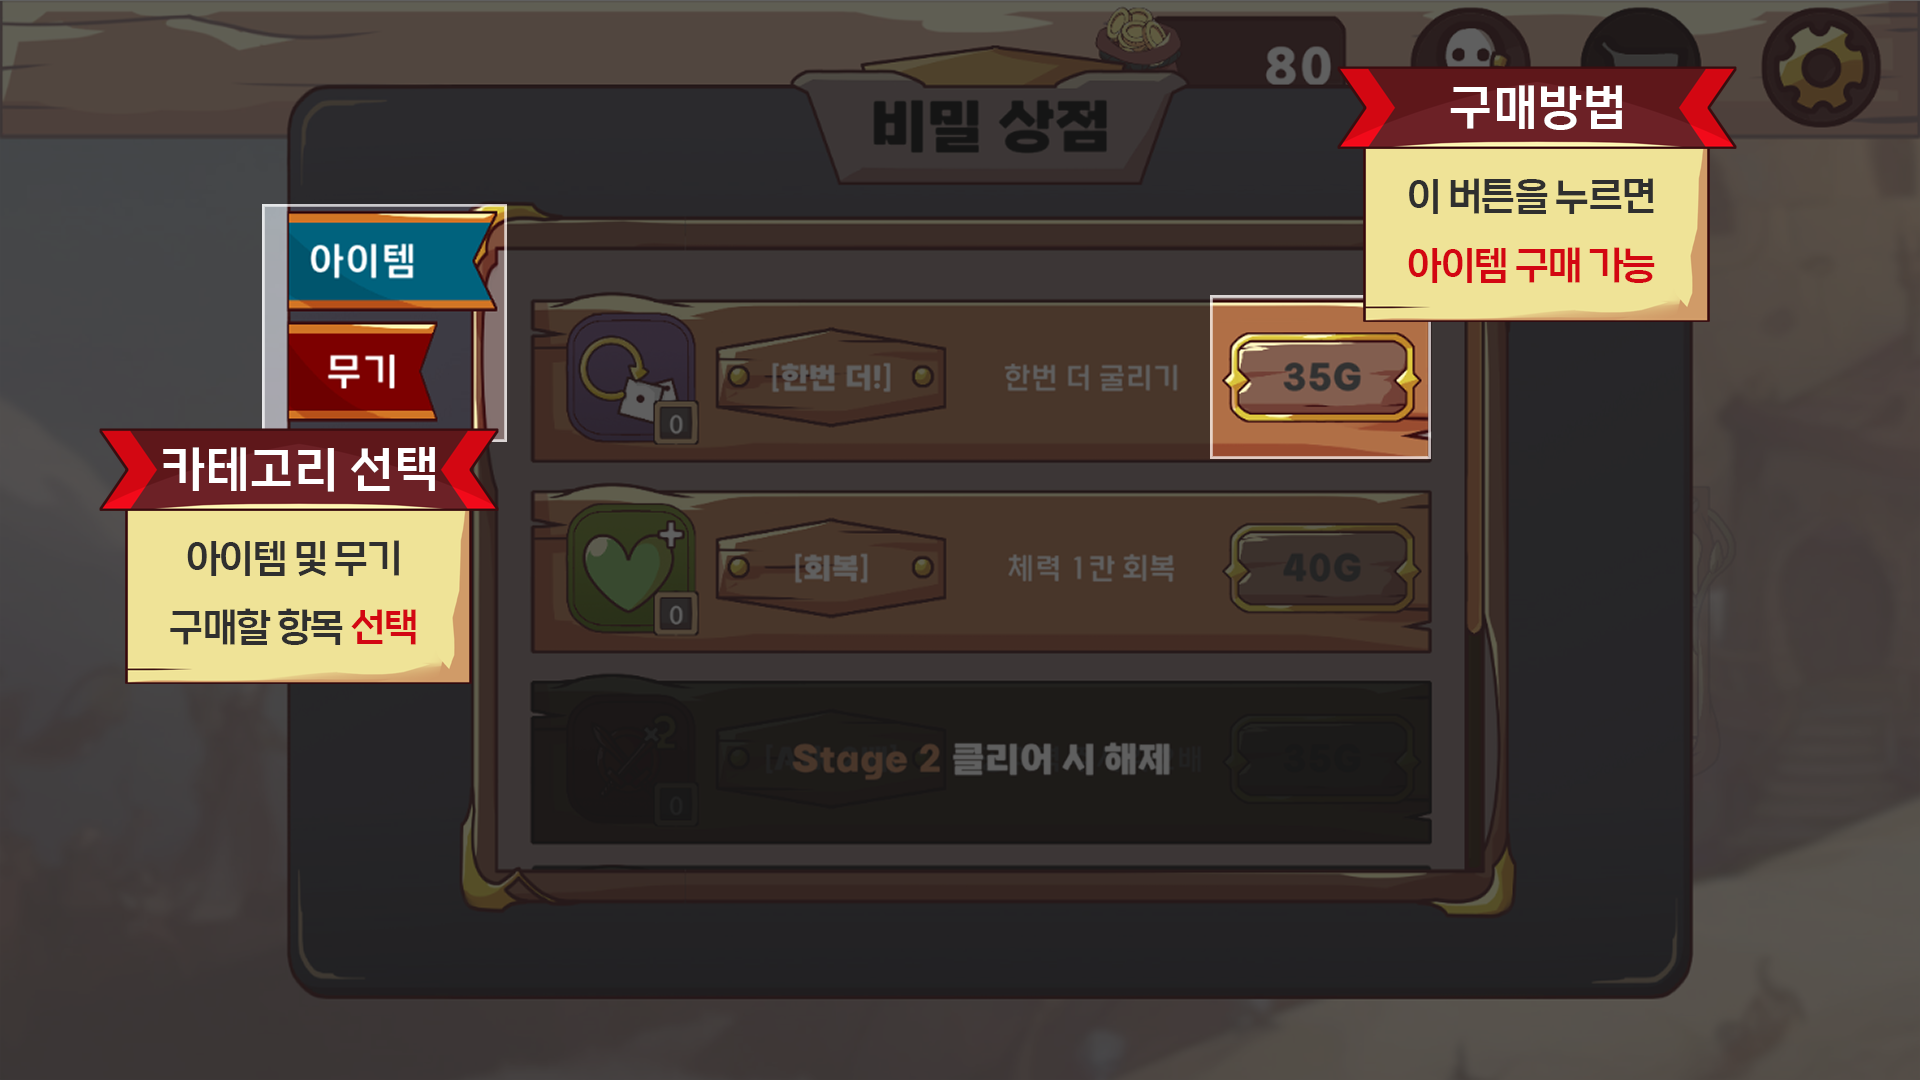 80
비밀 상점
구매방법
이 버튼을 누르면
아이템 구매 가능
아이템
무기
카테고리 선택
아이템 및 무기
구매할 항목 선택
[한번 더!]
한번 더 굴리기
35G
0
[회복]
체력 1칸 회복
40G
0
x2
Stage 2 클리어 시 해제
35G
0